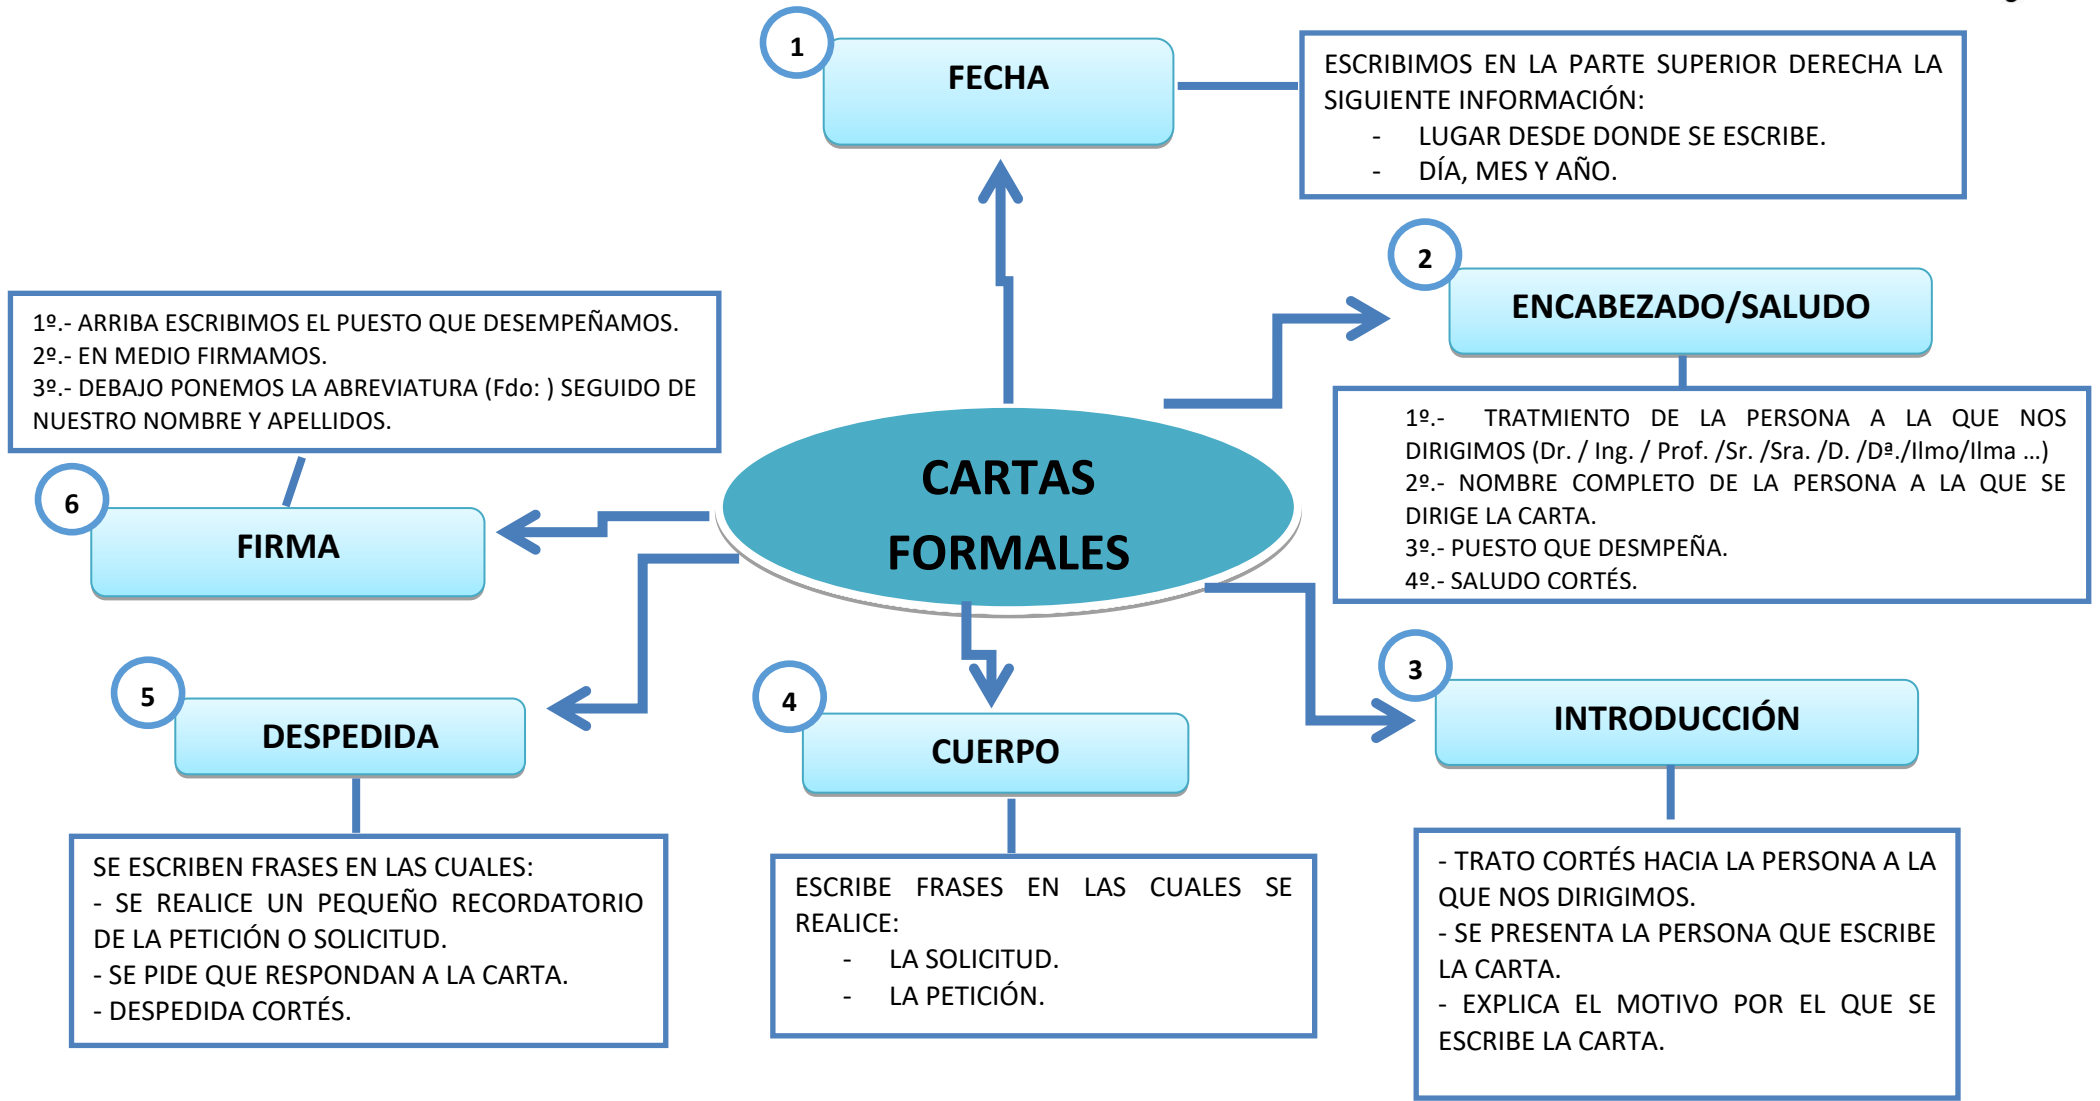 1
FECHA
ESCRIBIMOS EN LA PARTE SUPERIOR DERECHA LA
SIGUIENTE INFORMACIÓN:
- LUGAR DESDE DONDE SE ESCRIBE.
- DÍA, MES Y AÑO.
2
ENCABEZADO/SALUDO
1º.- TRATMIENTO DE LA PERSONA A LA QUE NOS
DIRIGIMOS (Dr. / Ing. / Prof. /Sr. /Sra. /D. /Dª./Ilmo/Ilma ...)
2º.- NOMBRE COMPLETO DE LA PERSONA A LA QUE SE
DIRIGE LA CARTA.
3º.- PUESTO QUE DESMPEÑA.
4º.- SALUDO CORTÉS.
CARTAS
FORMALES
3
INTRODUCCIÓN
- TRATO CORTÉS HACIA LA PERSONA A LA
QUE NOS DIRIGIMOS.
- SE PRESENTA LA PERSONA QUE ESCRIBE
LA CARTA.
- EXPLICA EL MOTIVO POR EL QUE SE
ESCRIBE LA CARTA.
4
CUERPO
ESCRIBE FRASES EN LAS CUALES SE
REALICE:
- LA SOLICITUD.
- LA PETICIÓN.
5
DESPEDIDA
SE ESCRIBEN FRASES EN LAS CUALES:
- SE REALICE UN PEQUEÑO RECORDATORIO
DE LA PETICIÓN O SOLICITUD.
- SE PIDE QUE RESPONDAN A LA CARTA.
- DESPEDIDA CORTÉS.
6
FIRMA
1º.- ARRIBA ESCRIBIMOS EL PUESTO QUE DESEMPEÑAMOS.
2º.- EN MEDIO FIRMAMOS.
3º.- DEBAJO PONEMOS LA ABREVIATURA (Fdo: ) SEGUIDO DE
NUESTRO NOMBRE Y APELLIDOS.